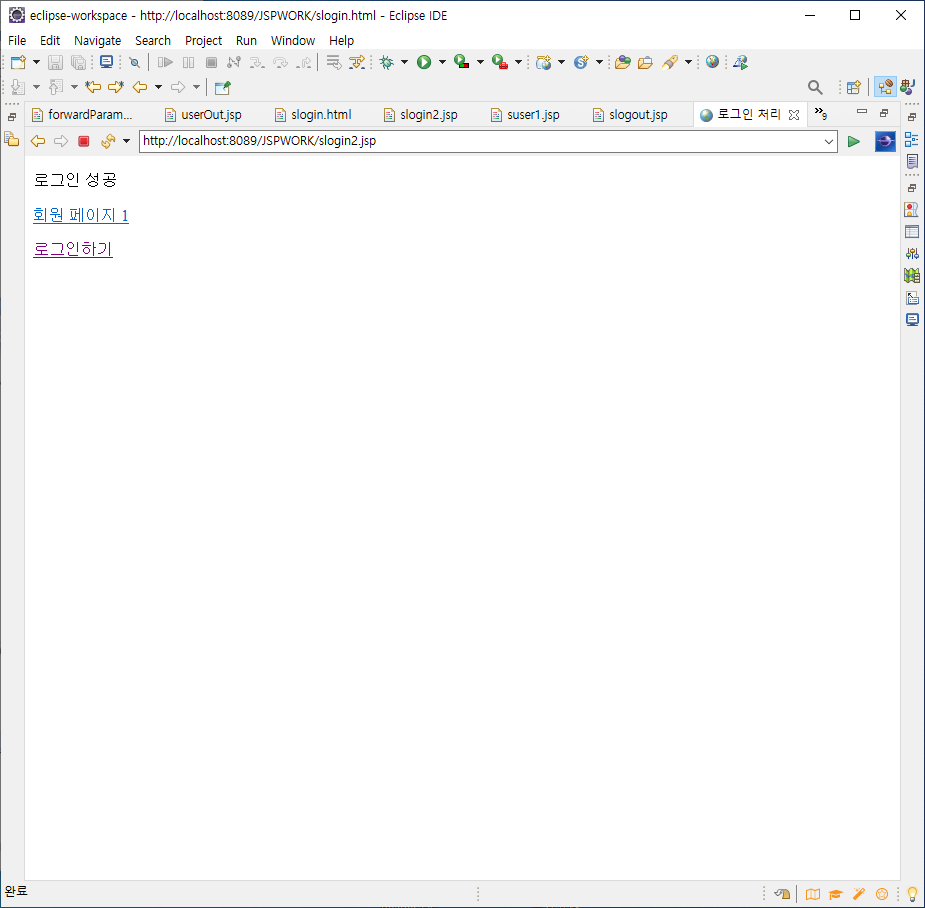 eclipse-workspace - http://localhost:8089/JSPWORK/slogin.html - Eclipse IDE
File Edit Navigate Search Project Run Window Help
forwardParam... userOut.jsp slogin.html slogin2.jsp suser1.jsp slogout.jsp 로그인 처리 »9
http://localhost:8089/JSPWORK/slogin2.jsp
로그인 성공
회원 페이지 1
로그인하기
완료